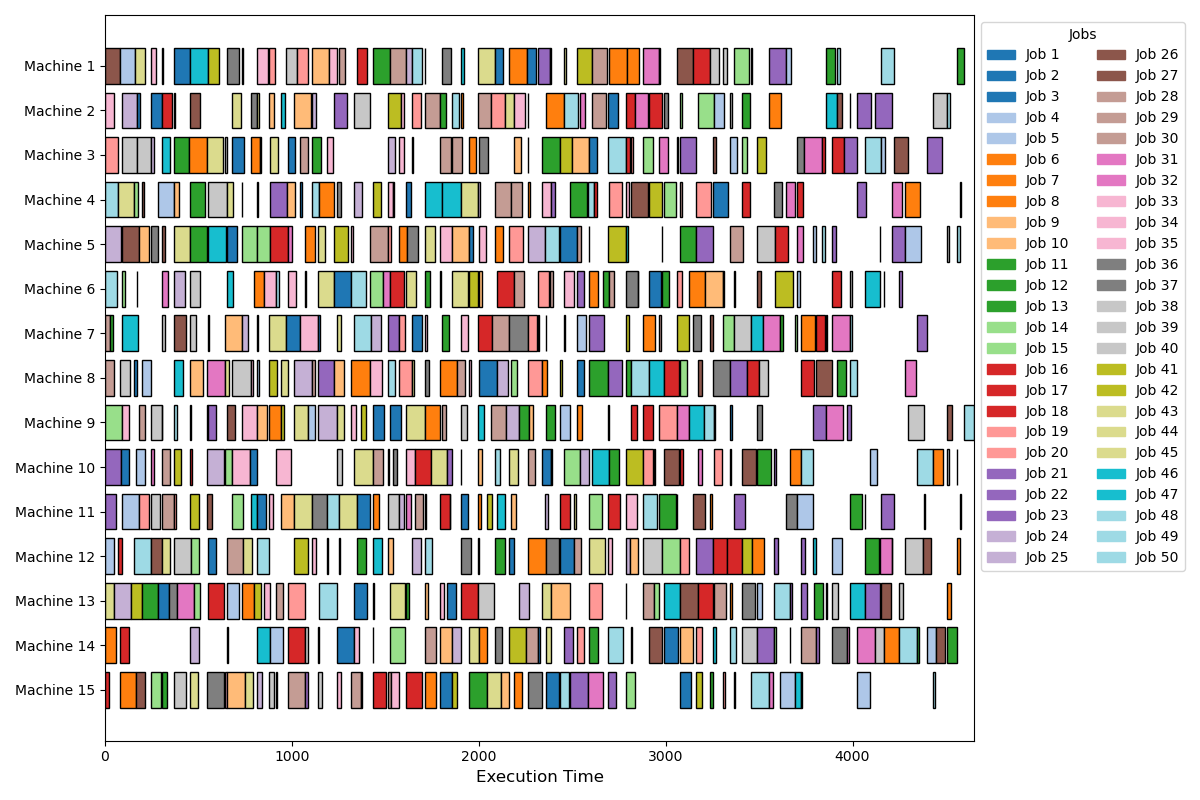 Machine 1
Machine 2
Machine 3
Machine 4
Machine 5
Machine 6
Machine 7
Machine 8
Machine 9
Machine 10
Machine 11
Machine 12
Machine 13
Machine 14
Machine 15
0 1000 2000 3000 4000
Execution Time
Jobs
Job 1
Job 2
Job 3
Job 4
Job 5
Job 6
Job 7
Job 8
Job 9
Job 10
Job 11
Job 12
Job 13
Job 14
Job 15
Job 16
Job 17
Job 18
Job 19
Job 20
Job 21
Job 22
Job 23
Job 24
Job 25
Job 26
Job 27
Job 28
Job 29
Job 30
Job 31
Job 32
Job 33
Job 34
Job 35
Job 36
Job 37
Job 38
Job 39
Job 40
Job 41
Job 42
Job 43
Job 44
Job 45
Job 46
Job 47
Job 48
Job 49
Job 50